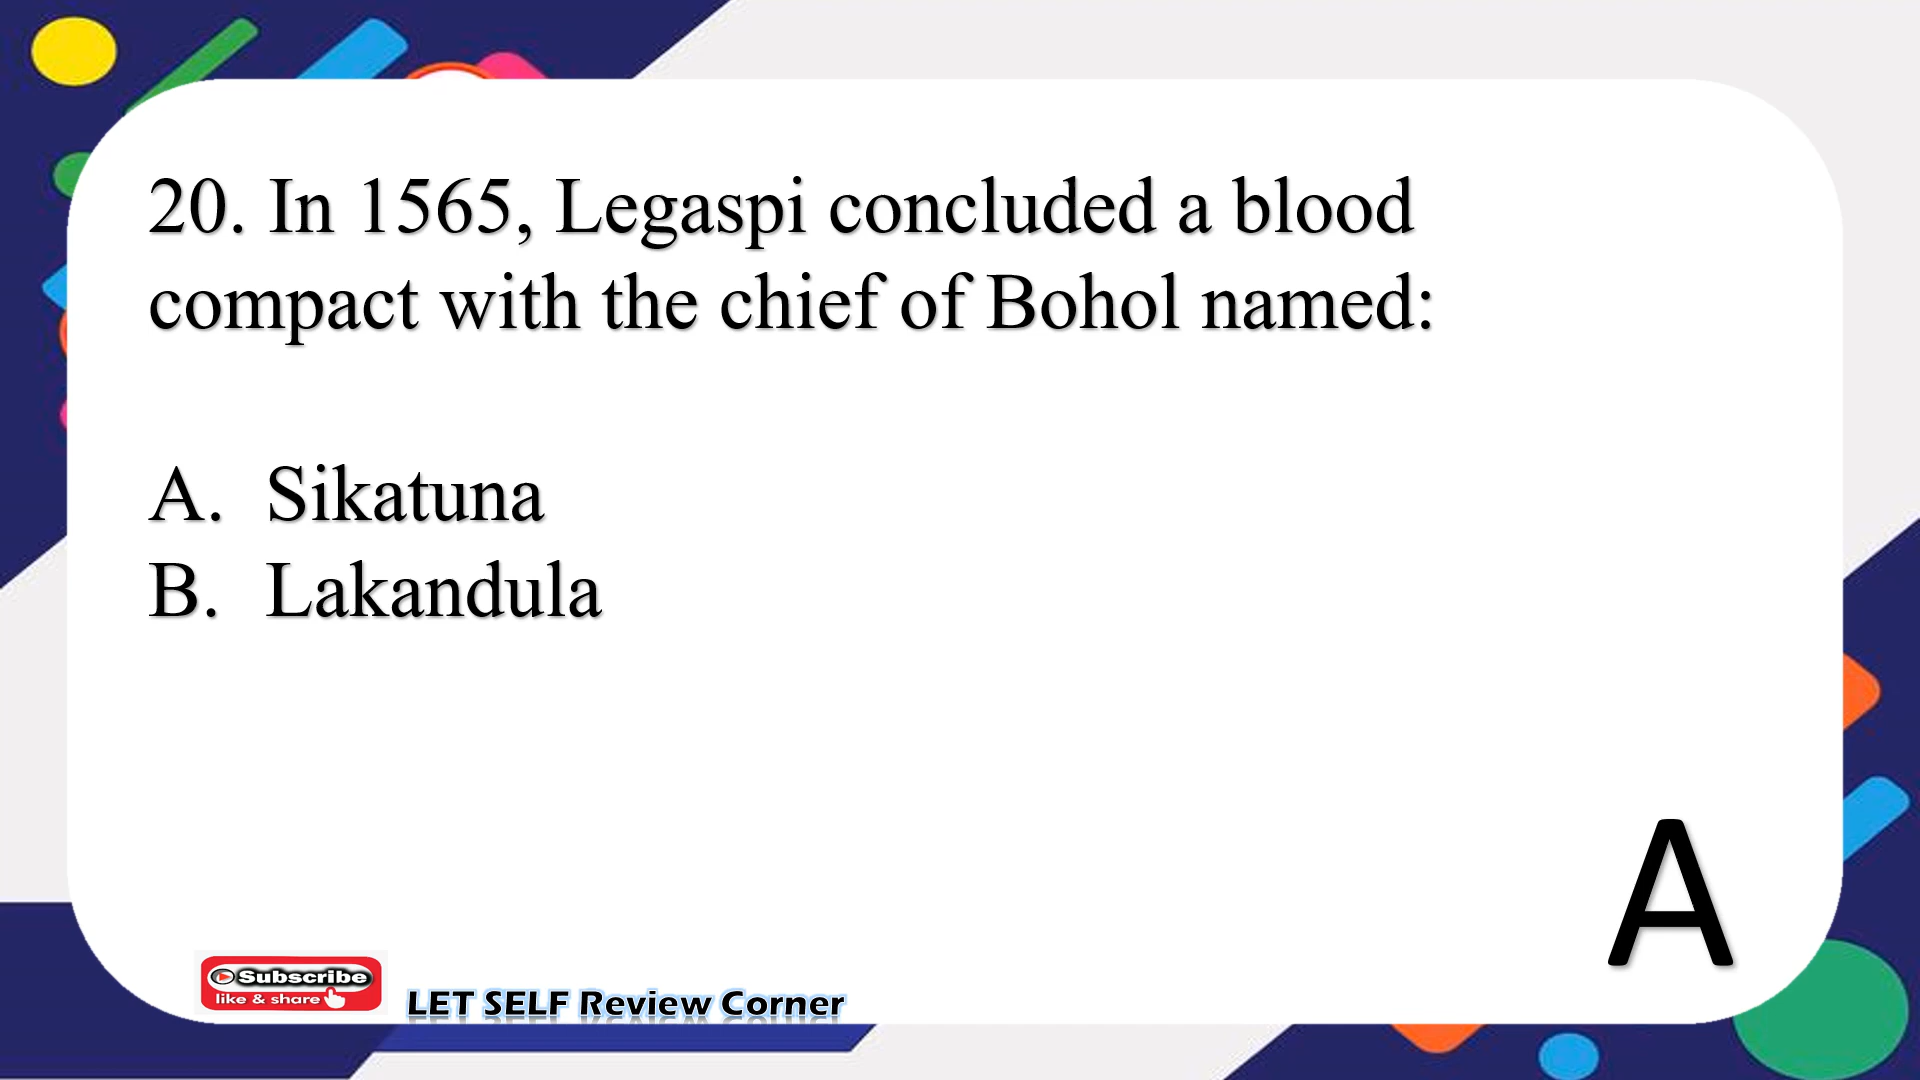 20. In 1565, Legaspi concluded a blood
compact with the chief of Bohol named:
A. Sikatuna
B. Lakandula
A
Subscribe
like & share
LET SELF Review Corner